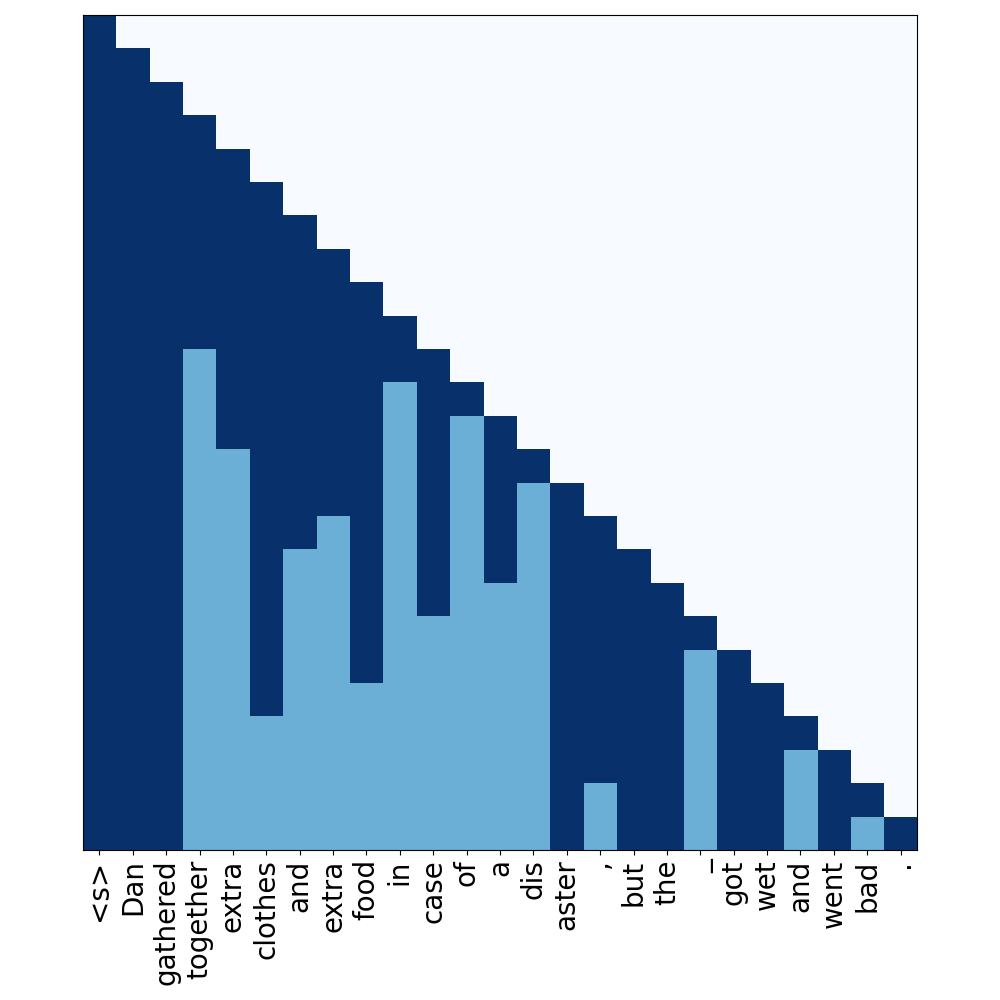 <s> Dan gathered together extra clothes and extra food in case of a dis aster , but the _ got wet and went bad .